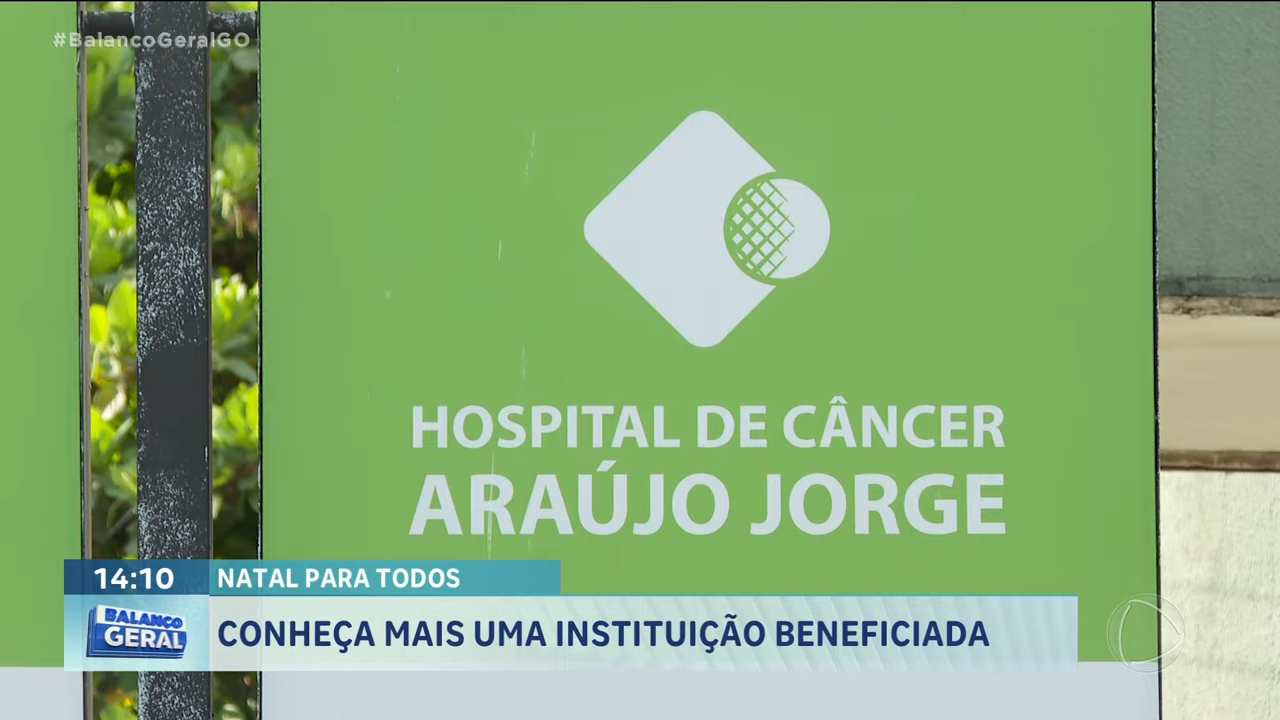 #BalancoGeralGO
HOSPITAL DE CÂNCER
ARAÚJO JORGE
14:10
NATAL PARA TODOS
BALANÇO
GERAL
CONHEÇA MAIS UMA INSTITUIÇÃO BENEFICIADA